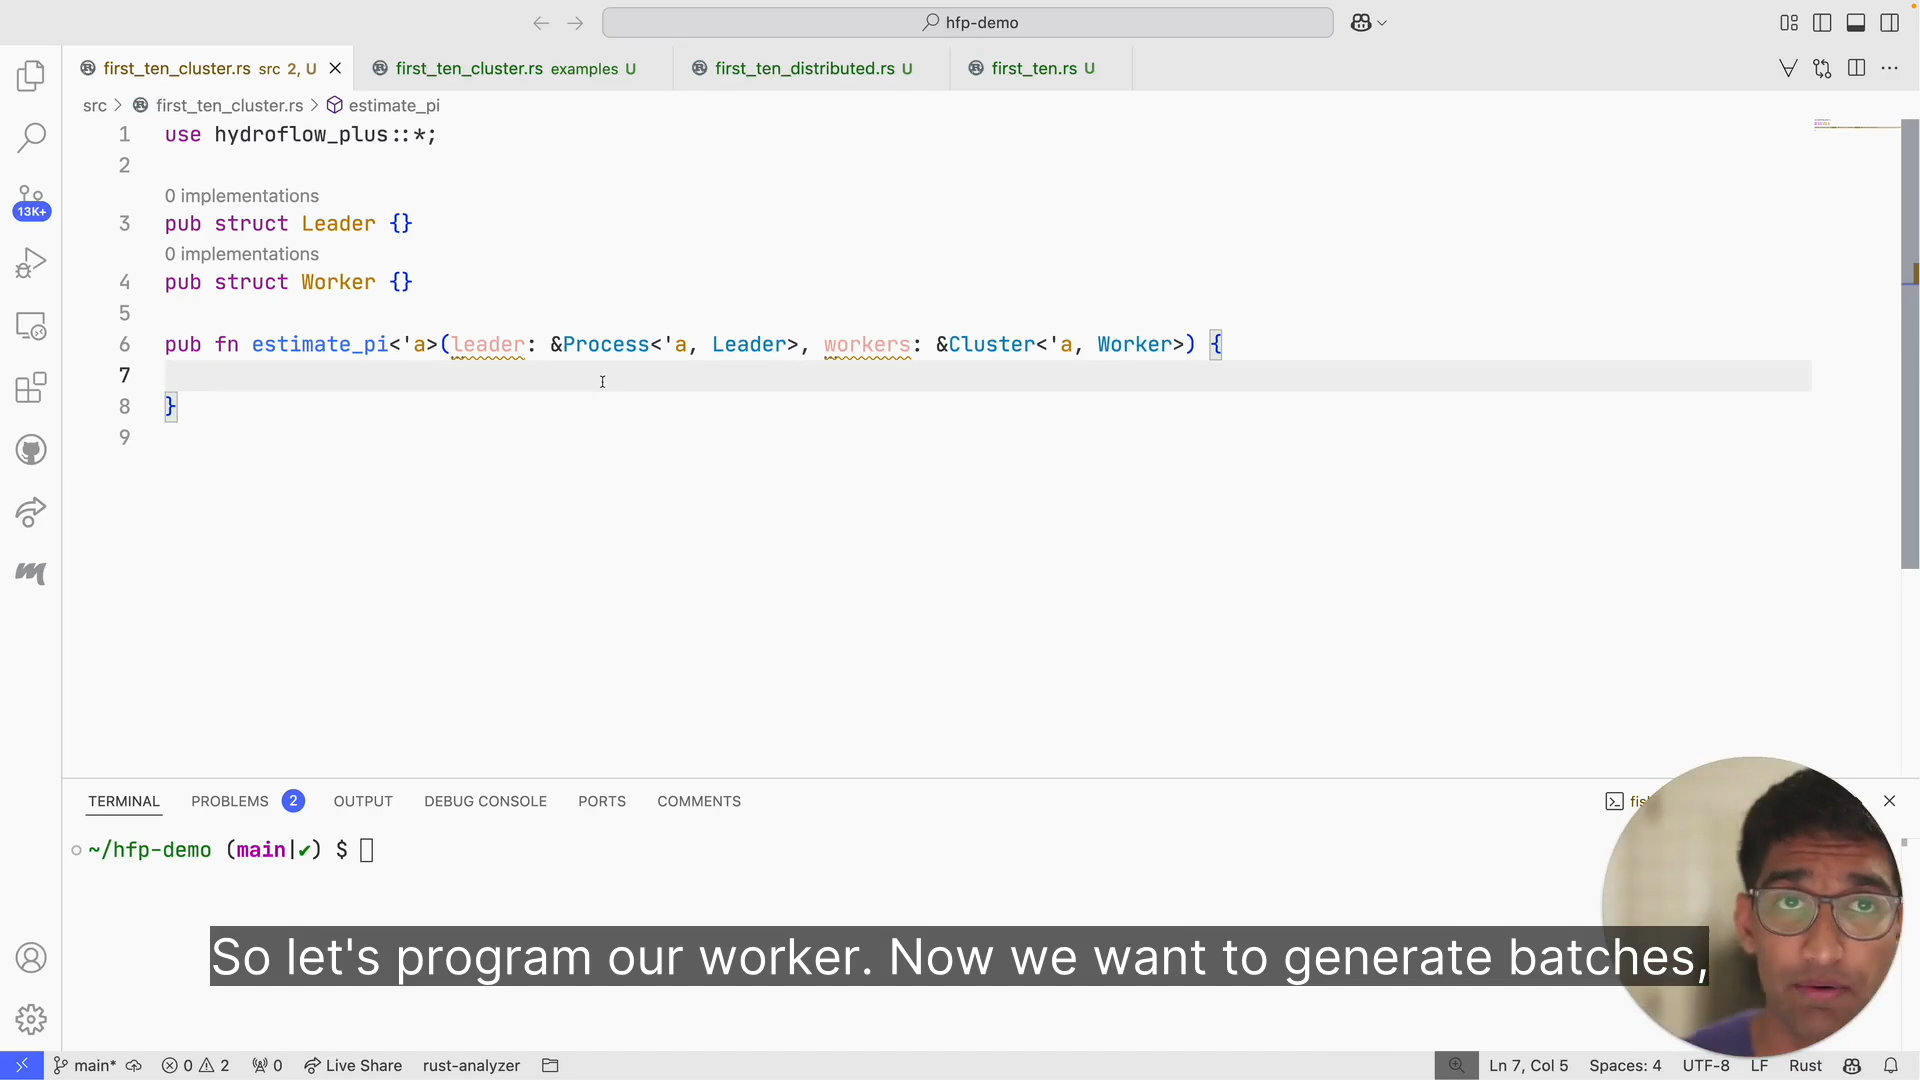 hfp-demo
first_ten_cluster.rs src 2, U
first_ten_cluster.rs examples U
first_ten_distributed.rs U
first_ten.rs U
src > first_ten_cluster.rs > estimate_pi
1 use hydroflow_plus::*;
2
0 implementations
3 pub struct Leader {}
0 implementations
4 pub struct Worker {}
5
6 pub fn estimate_pi<'a>(leader: &Process<'a, Leader>, workers: &Cluster<'a, Worker>) {
7
8 }
9
13K+
TERMINAL PROBLEMS 2 OUTPUT DEBUG CONSOLE PORTS COMMENTS
~/hfp-demo (main|✔) $
So let's program our worker. Now we want to generate batches,
main* 0 2 0 Live Share rust-analyzer Ln 7, Col 5 Spaces: 4 UTF-8 LF Rust